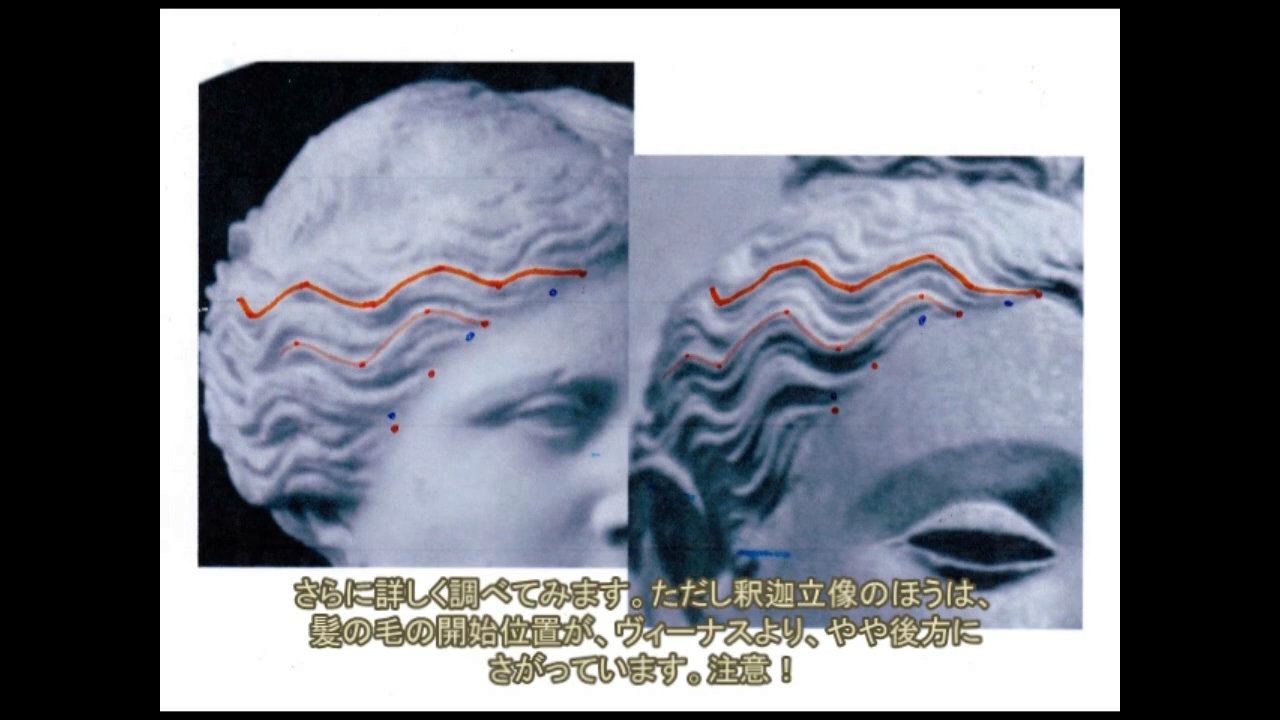 さらに詳しく調べてみます。ただし釈迦立像のほうは、
髪の毛の開始位置が、ヴィーナスより、やや後方に
さがっています。注意！